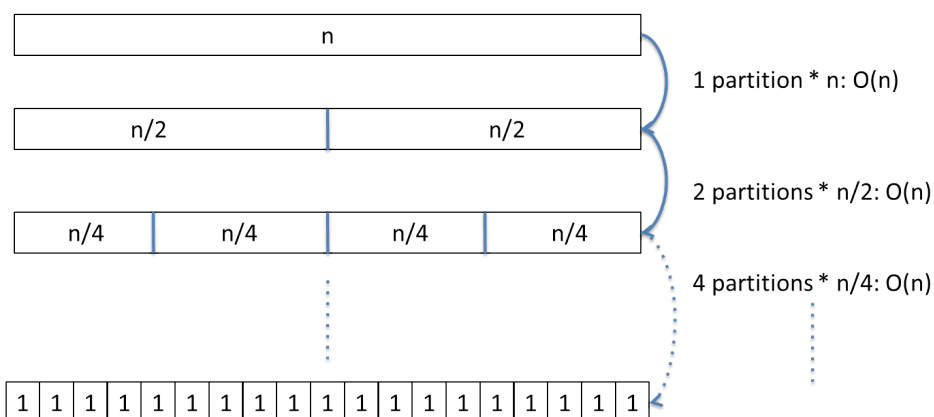 n
1 partition * n: O(n)
n/2 n/2
2 partitions * n/2: O(n)
n/4 n/4 n/4 n/4
4 partitions * n/4: O(n)
1 1 1 1 1 1 1 1 1 1 1 1 1 1 1 1 1 1 1